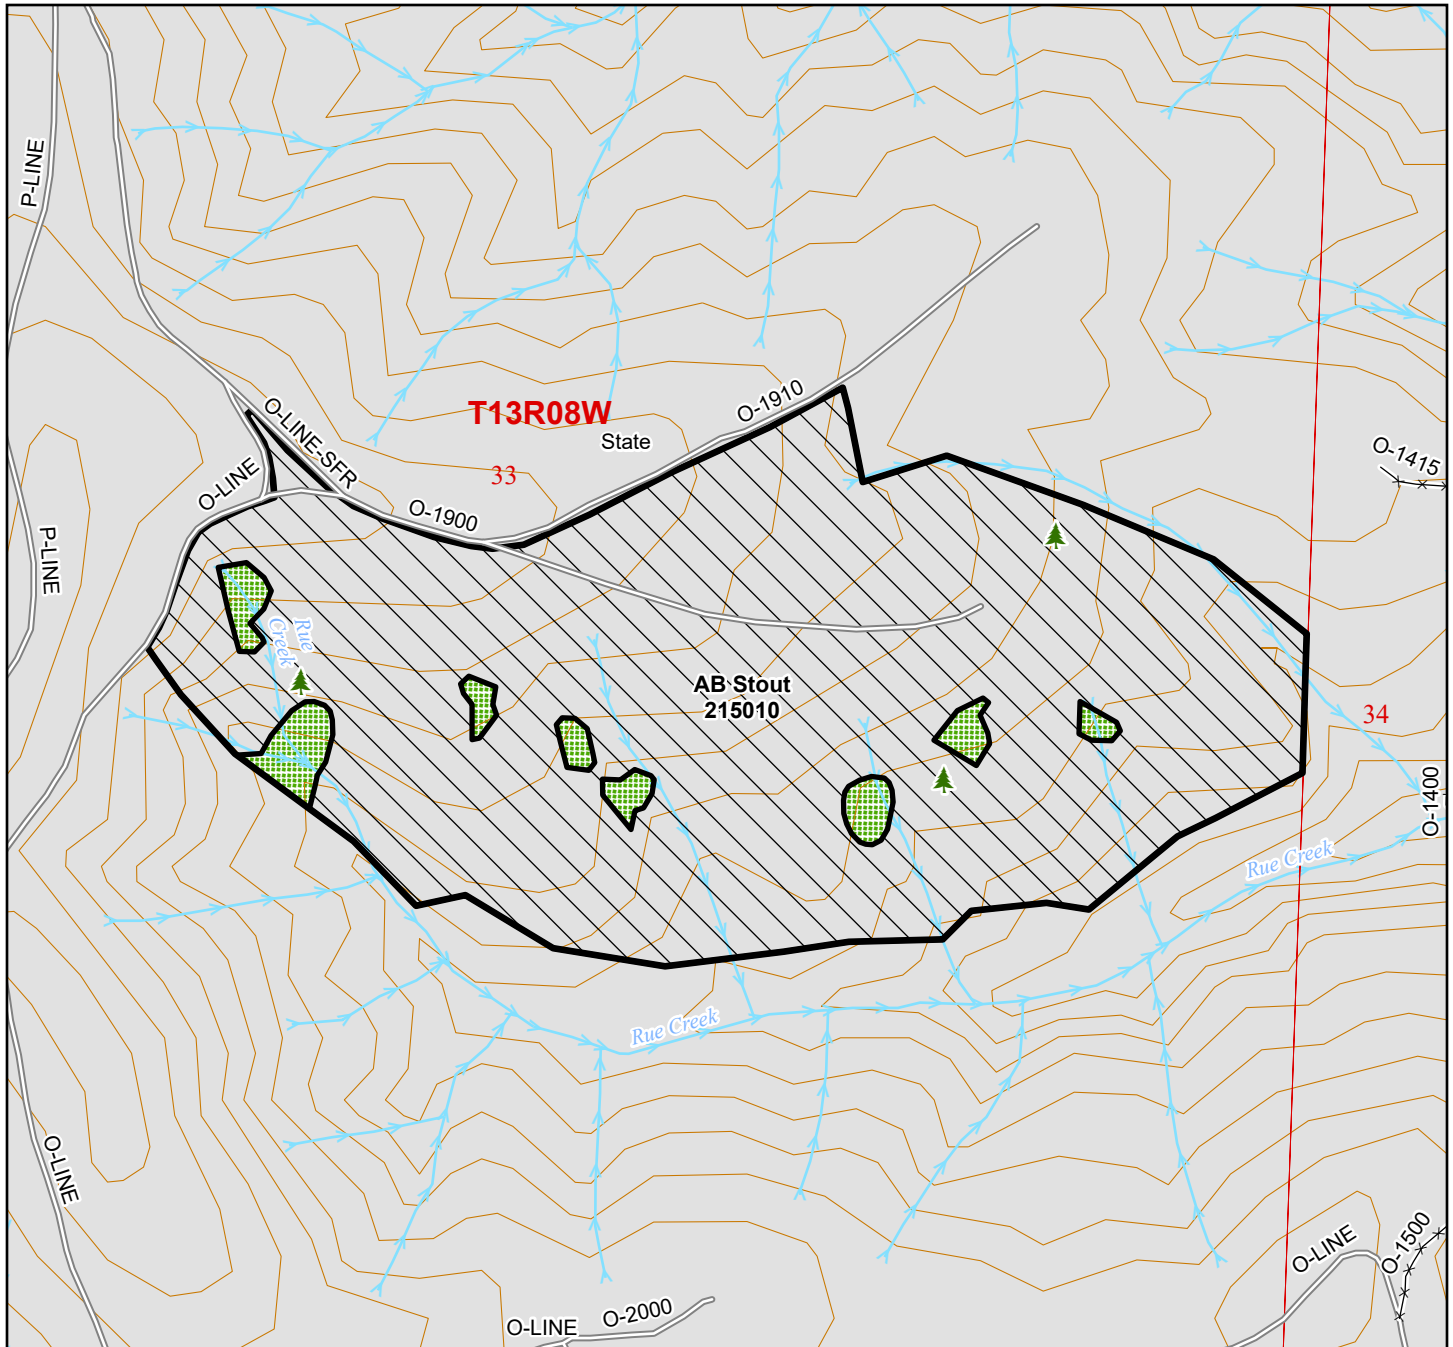 P-LINE
O-LINE-SFR
T13R08W
O-1910
State
33
O-1415
O-LINE
O-1900
P-LINE
Rue
Creek
AB Stout
215010
34
O-1400
Rue Creek
Rue Creek
O-LINE
O-LINE
O-1500
O-LINE
O-2000